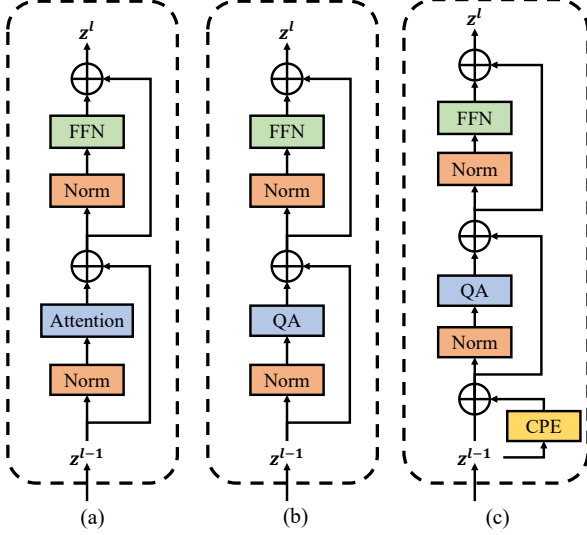 z^l
FFN
Norm
Attention
Norm
z^{l-1}
(a)
z^l
FFN
Norm
QA
Norm
z^{l-1}
(b)
z^l
FFN
Norm
QA
Norm
CPE
z^{l-1}
(c)